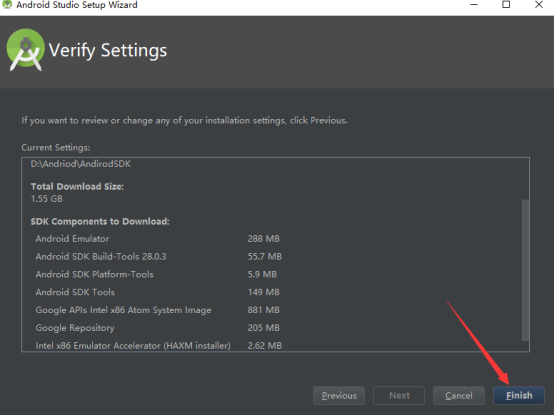 Android Studio Setup Wizard
Verify Settings
If you want to review or change any of your installation settings, click Previous.
Current Settings:
D:\Andriod\AndirodSDK
Total Download Size:
1.55 GB
SDK Components to Download:
Android Emulator 288 MB
Android SDK Build-Tools 28.0.3 55.7 MB
Android SDK Platform-Tools 5.9 MB
Android SDK Tools 149 MB
Google APIs Intel x86 Atom System Image 881 MB
Google Repository 205 MB
Intel x86 Emulator Accelerator (HAXM installer) 2.62 MB
Previous Next Cancel Finish